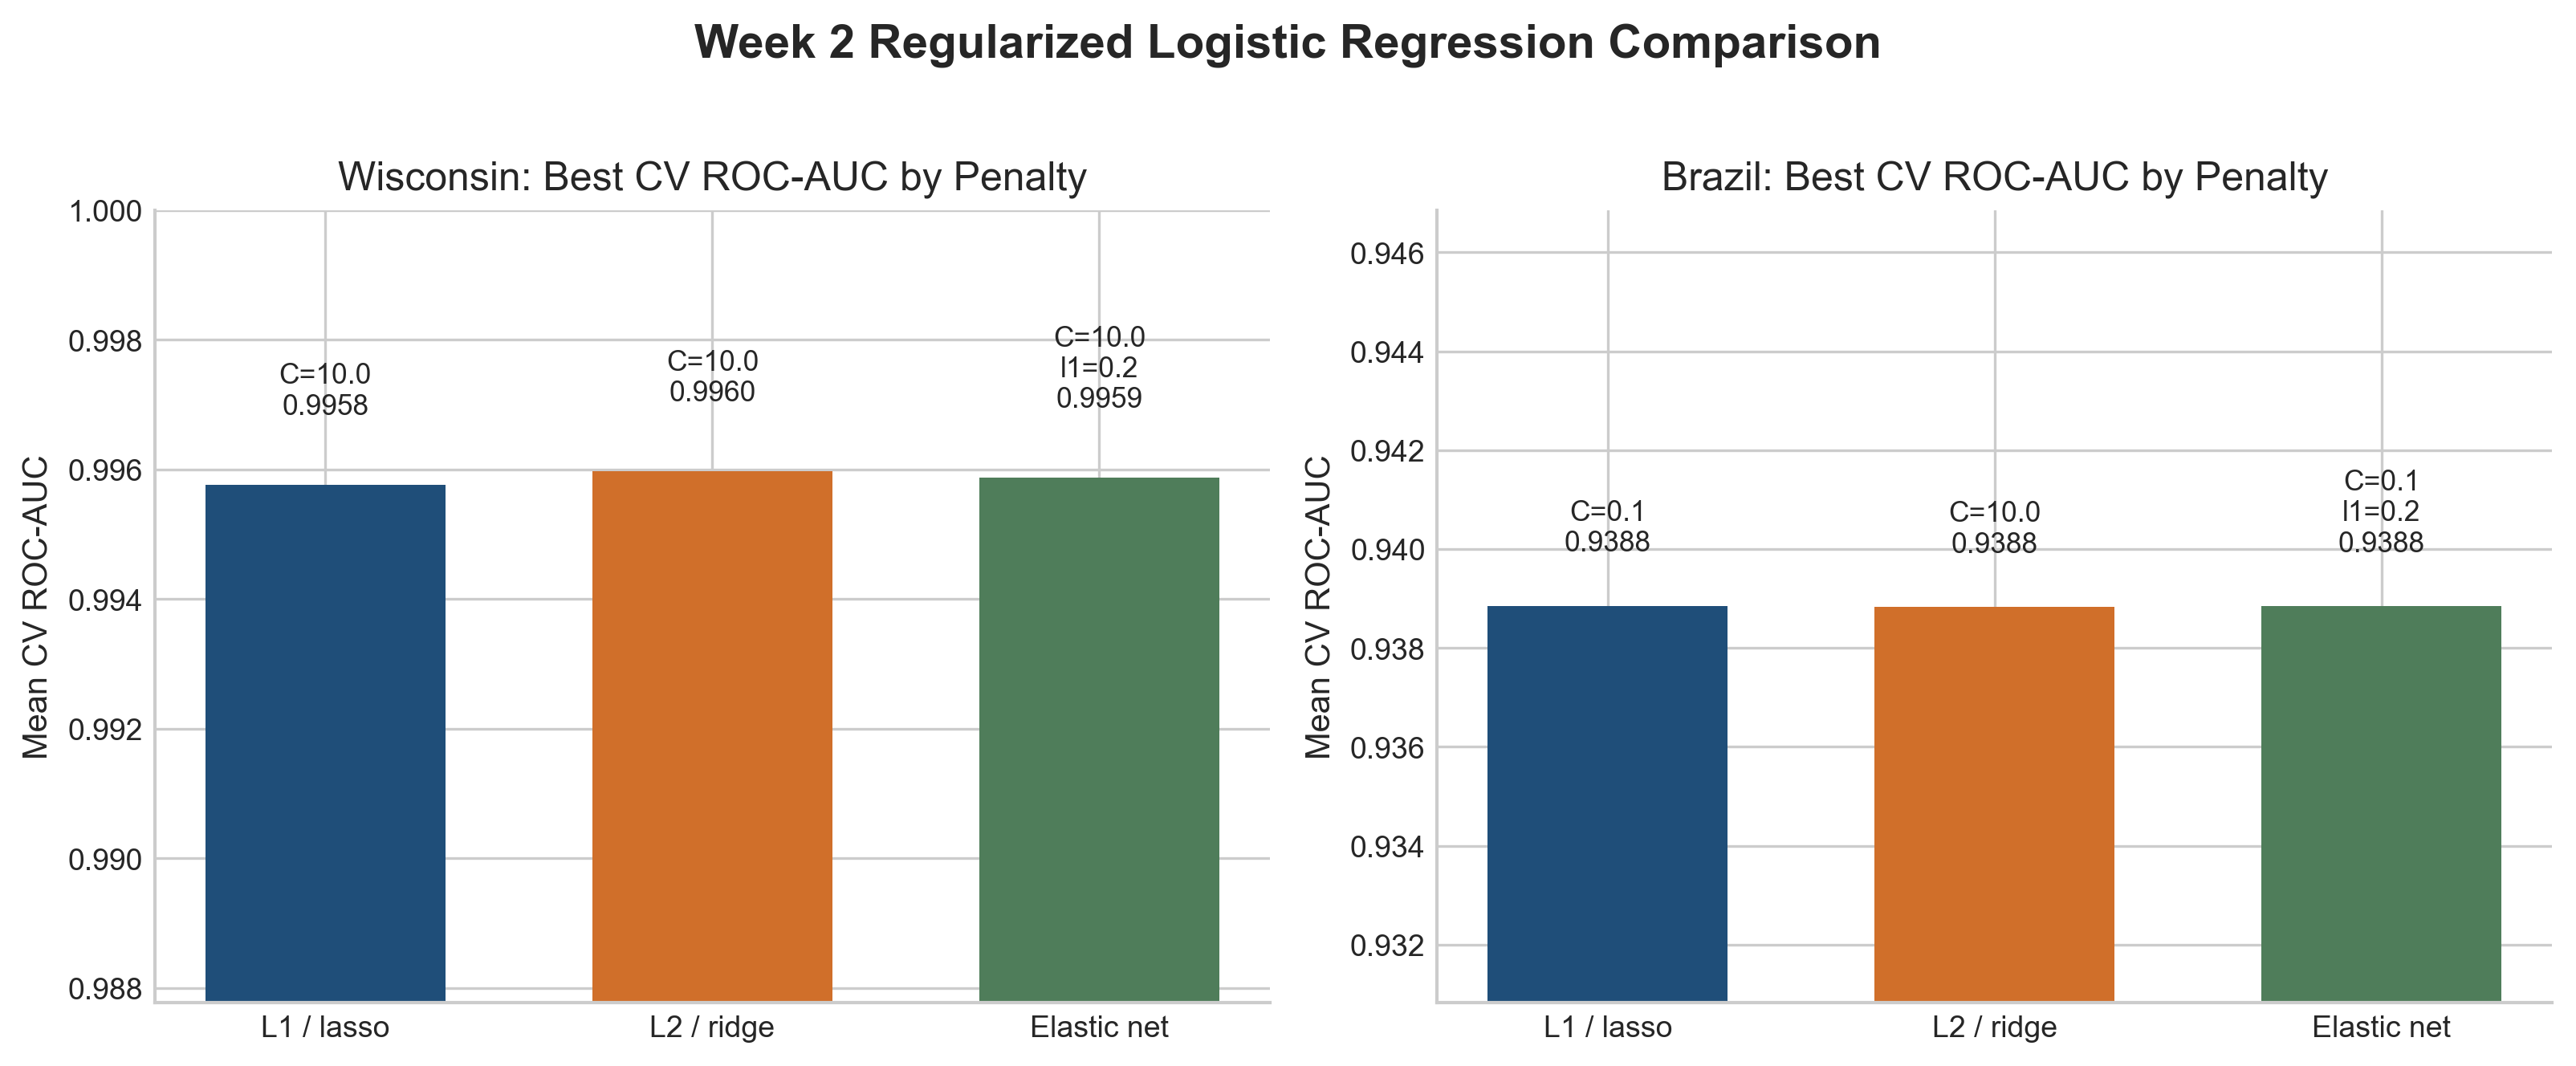 Week 2 Regularized Logistic Regression Comparison
Wisconsin: Best CV ROC-AUC by Penalty
Mean CV ROC-AUC
1.000
0.998
0.996
0.994
0.992
0.990
0.988
C=10.0
0.9958
C=10.0
0.9960
C=10.0
l1=0.2
0.9959
L1 / lasso
L2 / ridge
Elastic net
Brazil: Best CV ROC-AUC by Penalty
Mean CV ROC-AUC
0.946
0.944
0.942
0.940
0.938
0.936
0.934
0.932
C=0.1
0.9388
C=10.0
0.9388
C=0.1
l1=0.2
0.9388
L1 / lasso
L2 / ridge
Elastic net